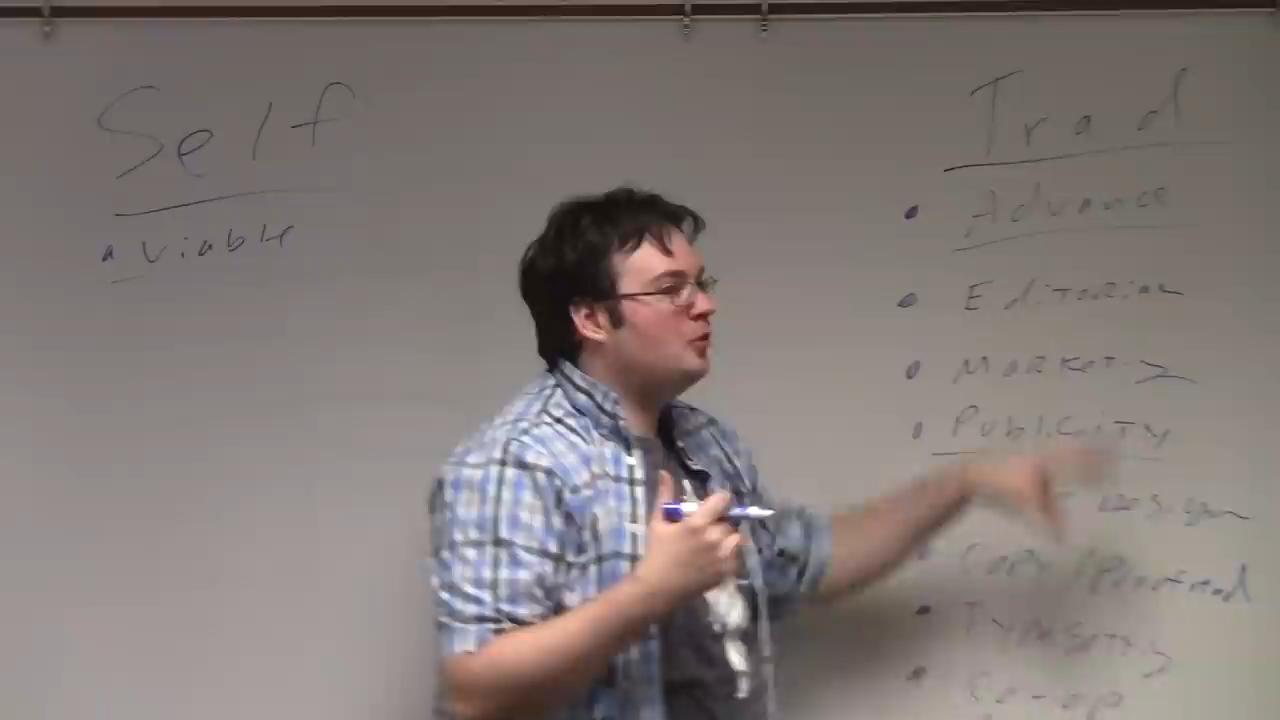 Self
• Viable
Trad
• Advance
• Editorial
• Marketing
• Publicity
Design
• Copy/Proofread
• Typesetting
• Co-op